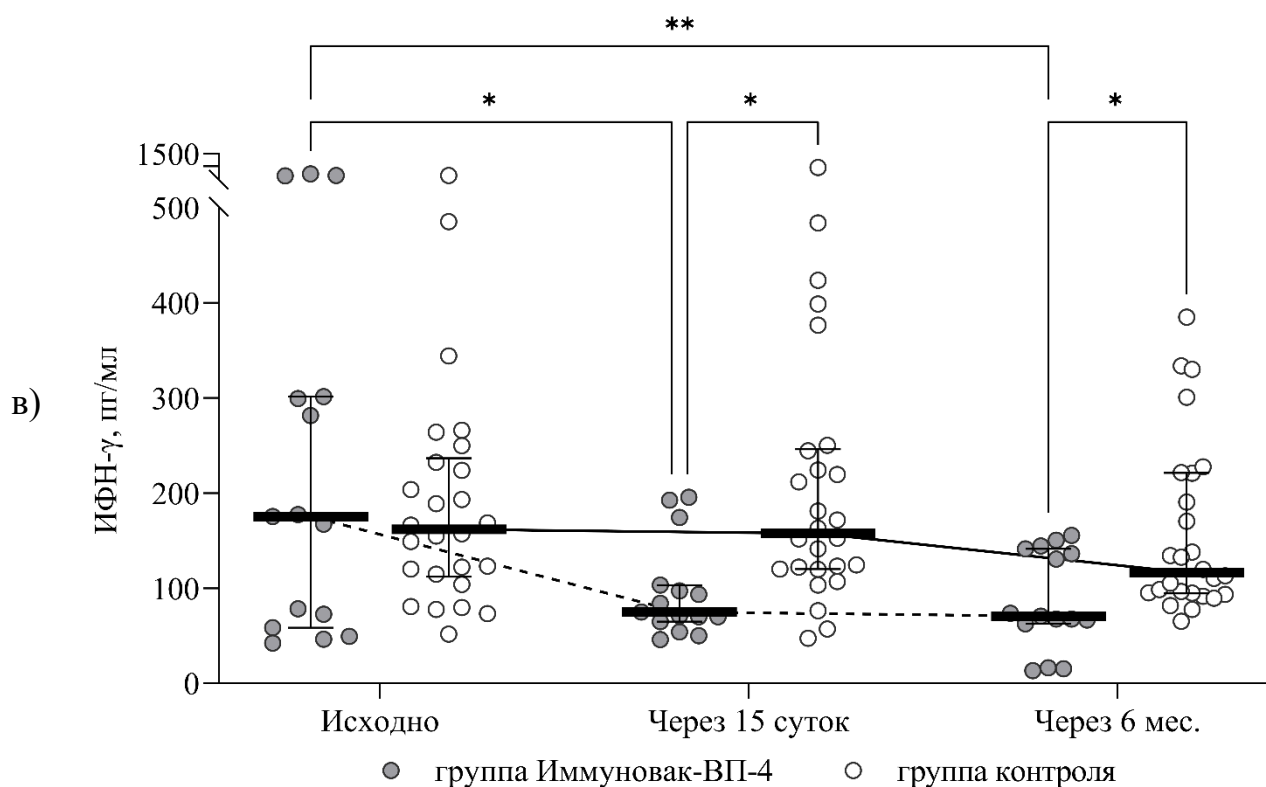 **
* * *
1500
500
400
300
200
100
0
в)
ИФН-γ, пг/мл
Исходно Через 15 суток Через 6 мес.
группа Иммуновак-ВП-4 группа контроля